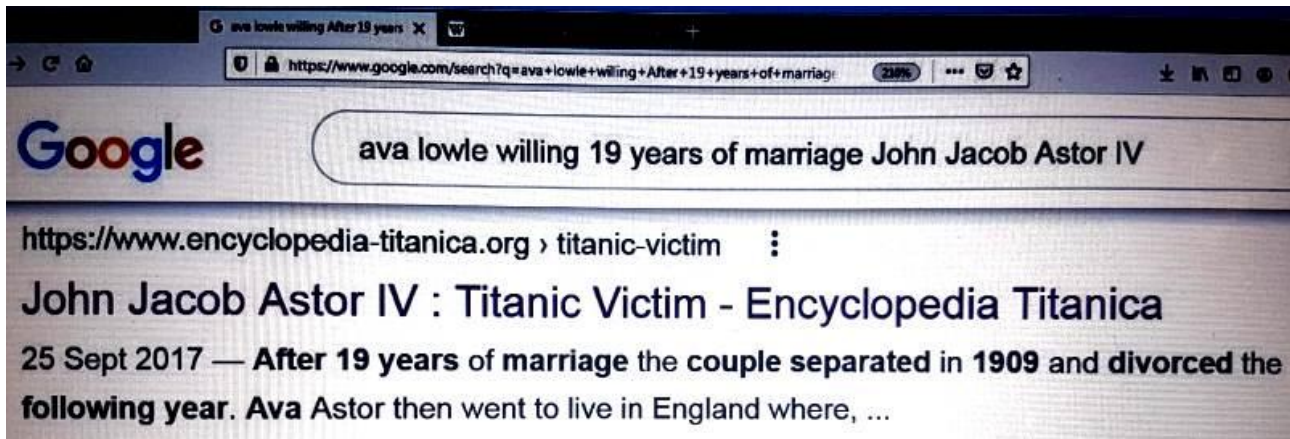 G ava lowle willing After 19 years X W +
https://www.google.com/search?q=ava+lowle+willing+After+19+years+of+marriage 210% ...
Google ava lowle willing 19 years of marriage John Jacob Astor IV
https://www.encyclopedia-titanica.org › titanic-victim
John Jacob Astor IV : Titanic Victim - Encyclopedia Titanica
25 Sept 2017 — After 19 years of marriage the couple separated in 1909 and divorced the
following year. Ava Astor then went to live in England where, ...